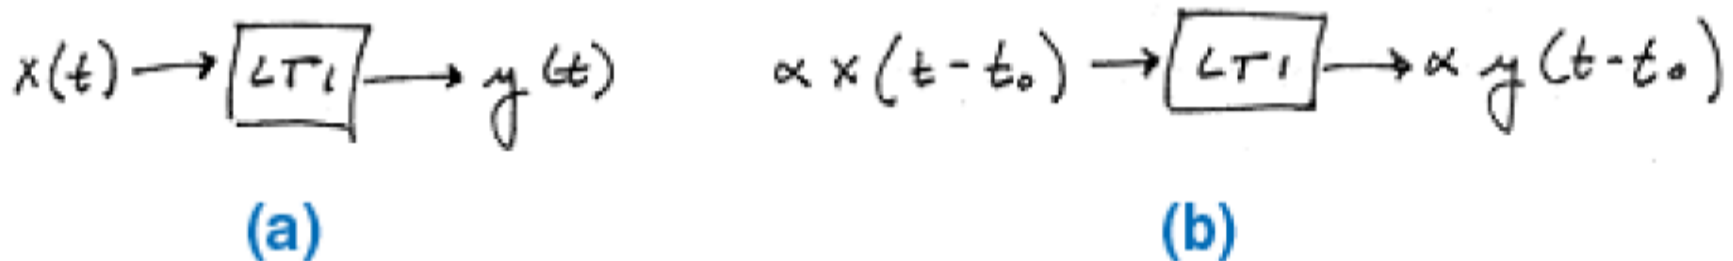 x(t) → LTI → y(t)
α x(t-t₀) → LTI → α y(t-t₀)
(a)
(b)